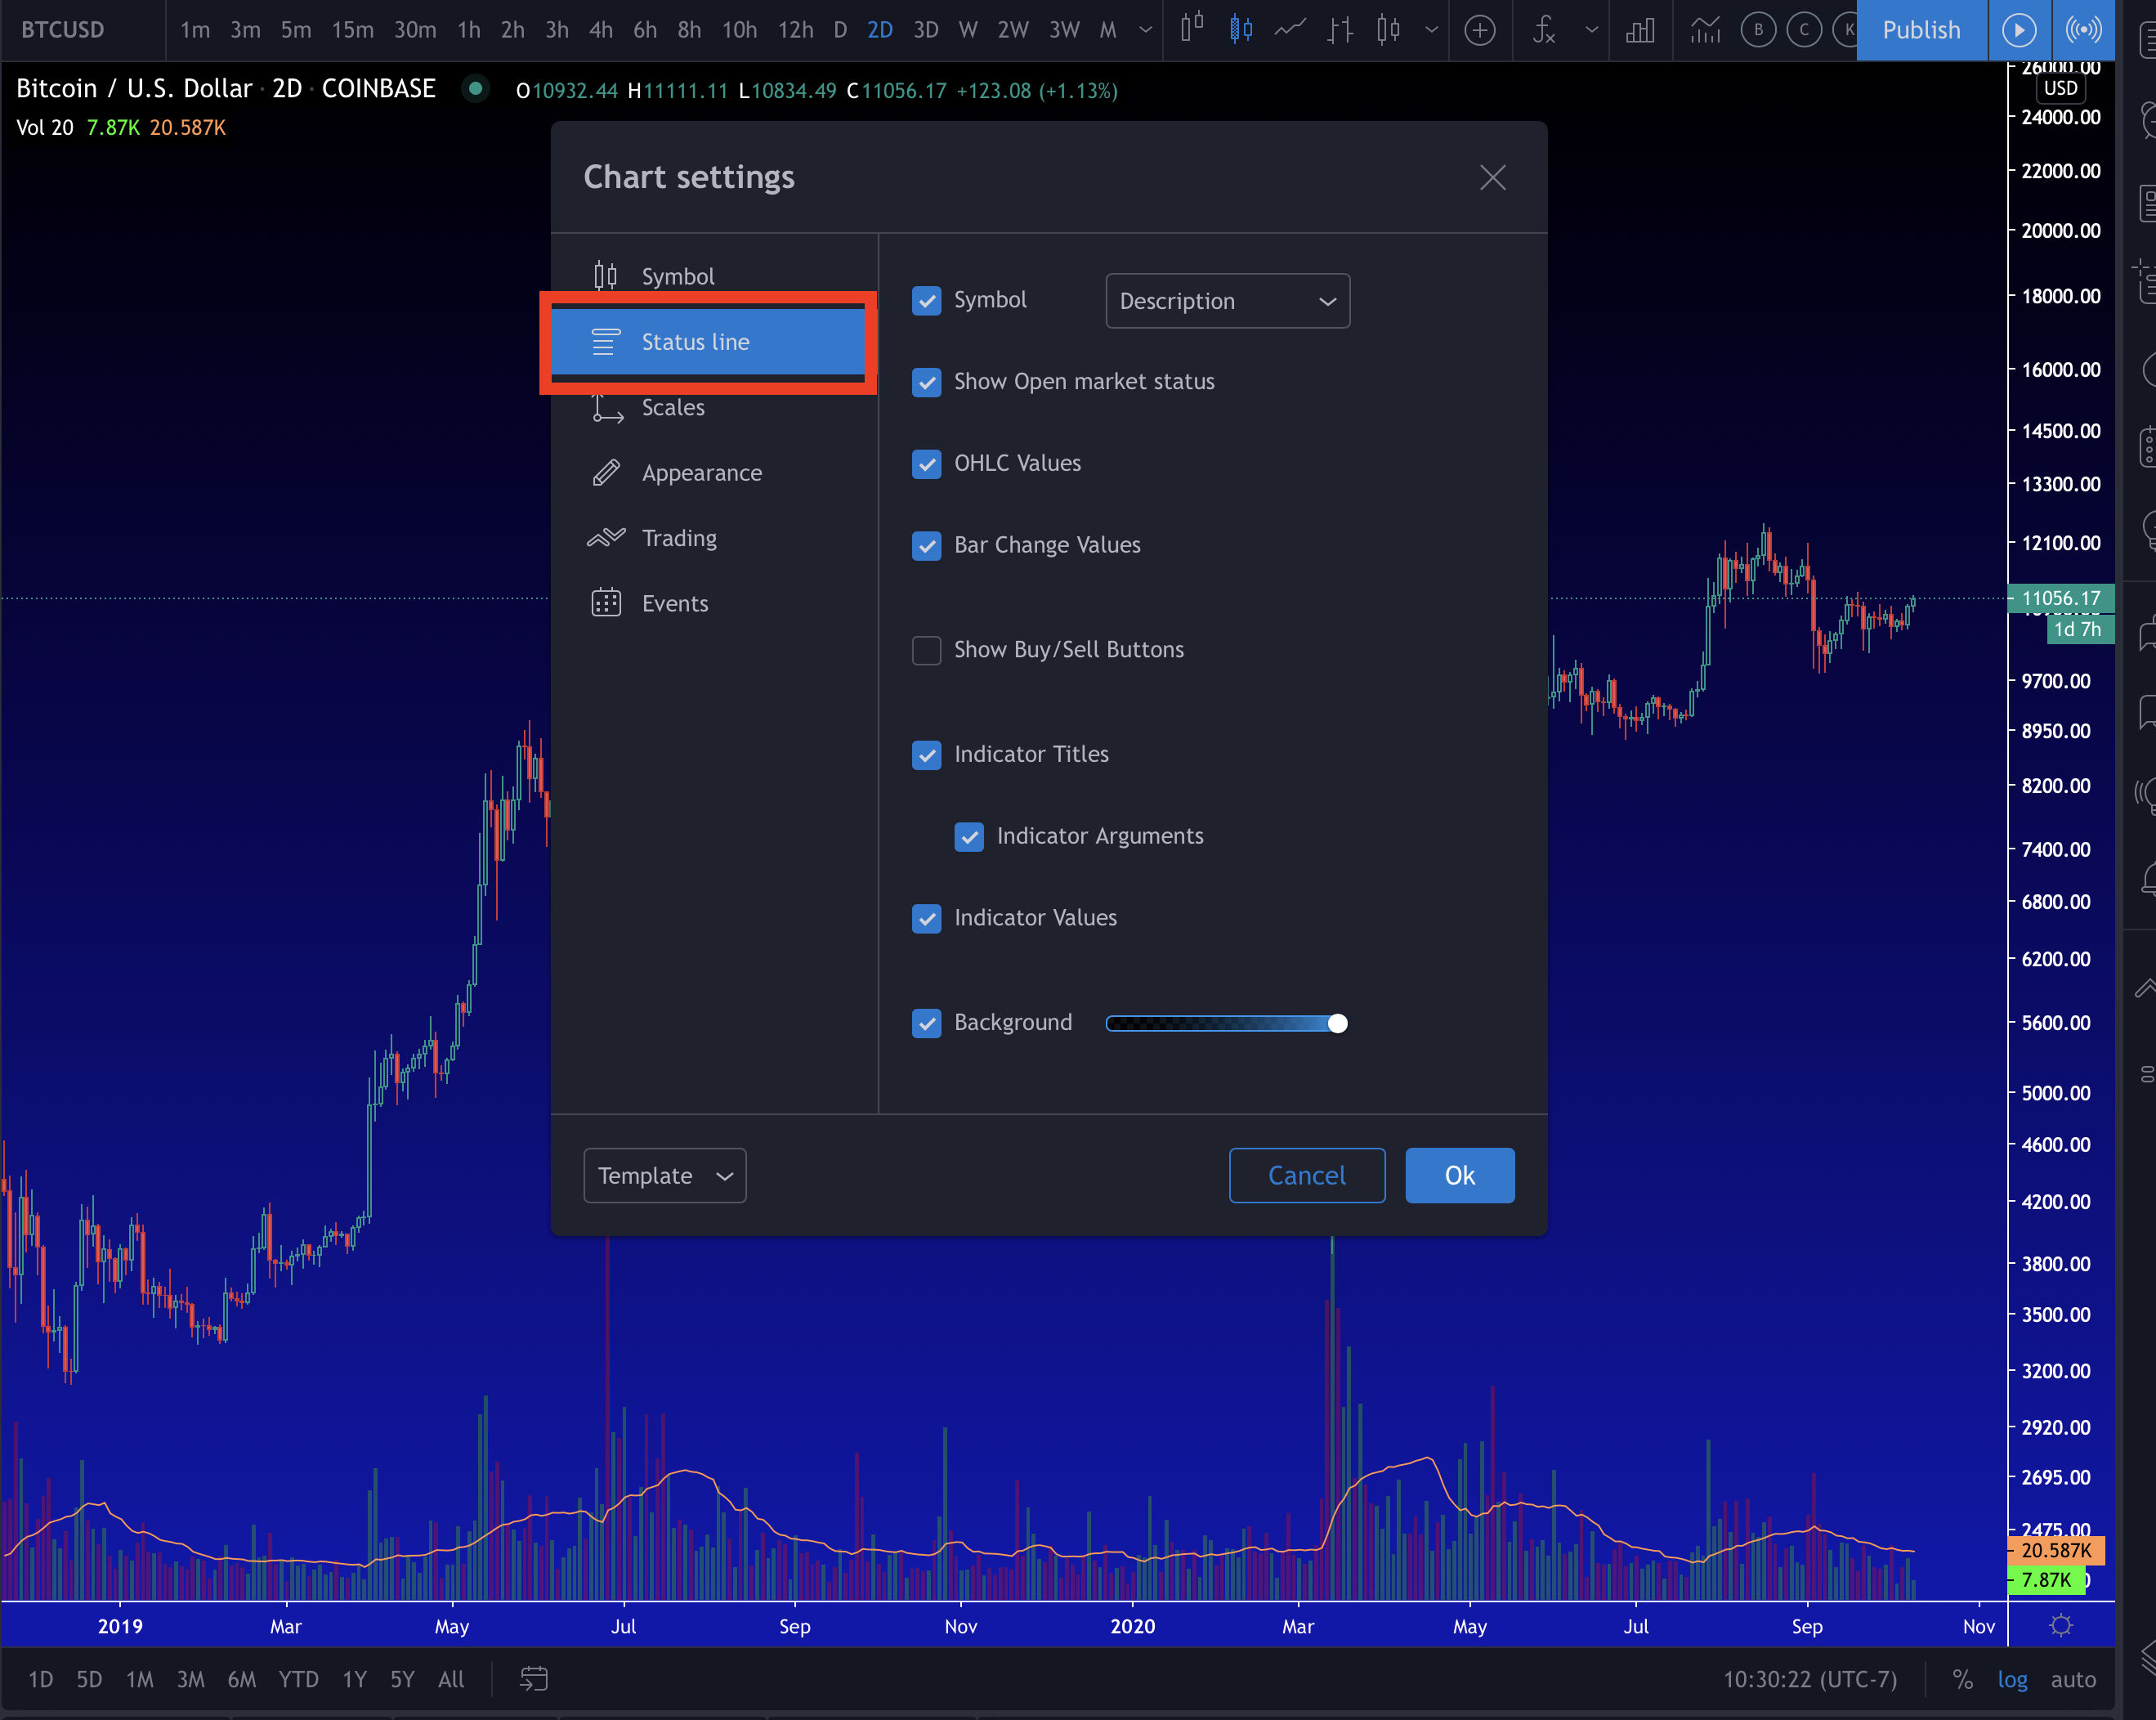 BTCUSD 1m 3m 5m 15m 30m 1h 2h 3h 4h 6h 8h 10h 12h D 2D 3D W 2W 3W M B C K Publish
Bitcoin / U.S. Dollar · 2D · COINBASE O10932.44 H11111.11 L10834.49 C11056.17 +123.08 (+1.13%)
Vol 20 7.87K 20.587K
Chart settings
Symbol
Status line
Scales
Appearance
Trading
Events
Symbol Description
Show Open market status
OHLC Values
Bar Change Values
Show Buy/Sell Buttons
Indicator Titles
Indicator Arguments
Indicator Values
Background
Template
Cancel
Ok
26000.00
USD
24000.00
22000.00
20000.00
18000.00
16000.00
14500.00
13300.00
12100.00
11056.17
1d 7h
9700.00
8950.00
8200.00
7400.00
6800.00
6200.00
5600.00
5000.00
4600.00
4200.00
3800.00
3500.00
3200.00
2920.00
2695.00
2475.00
20.587K
7.87K
2019 Mar May Jul Sep Nov 2020 Mar May Jul Sep Nov
1D 5D 1M 3M 6M YTD 1Y 5Y All
10:30:22 (UTC-7) % log auto